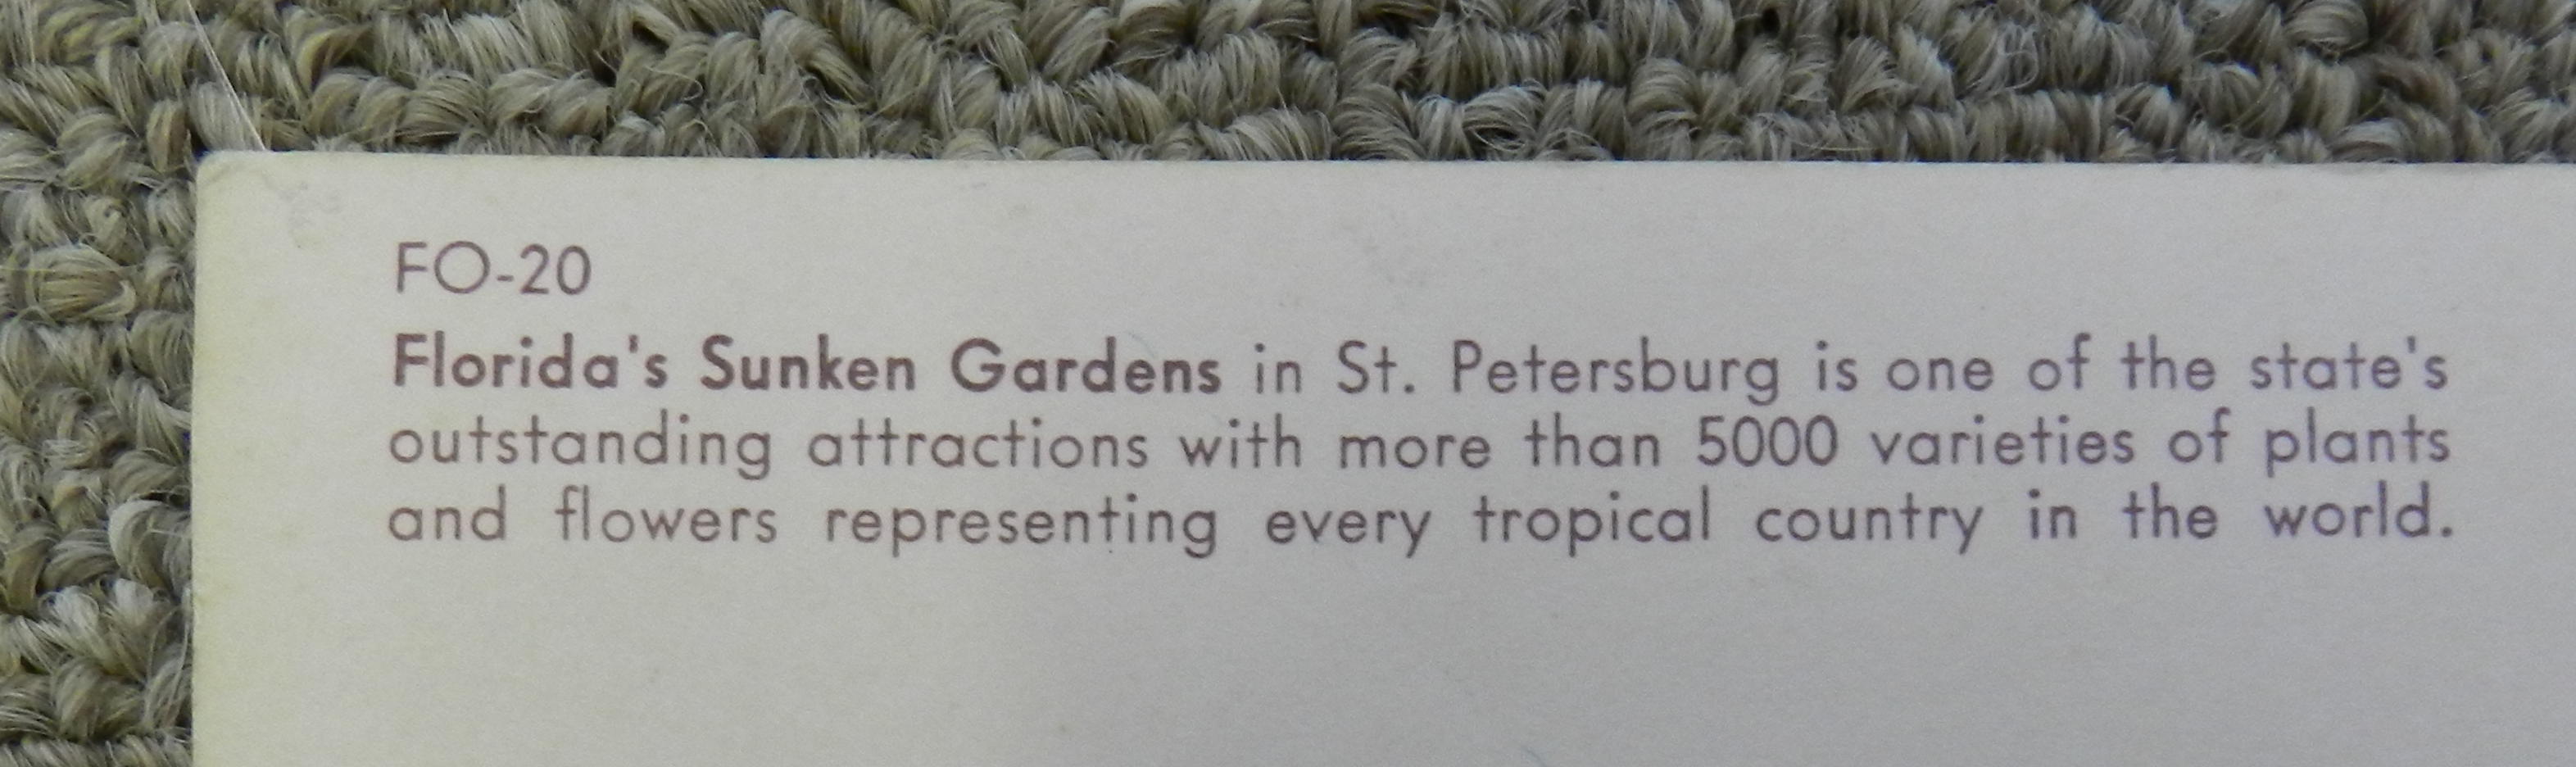 FO-20
Florida's Sunken Gardens in St. Petersburg is one of the state's
outstanding attractions with more than 5000 varieties of plants
and flowers representing every tropical country in the world.